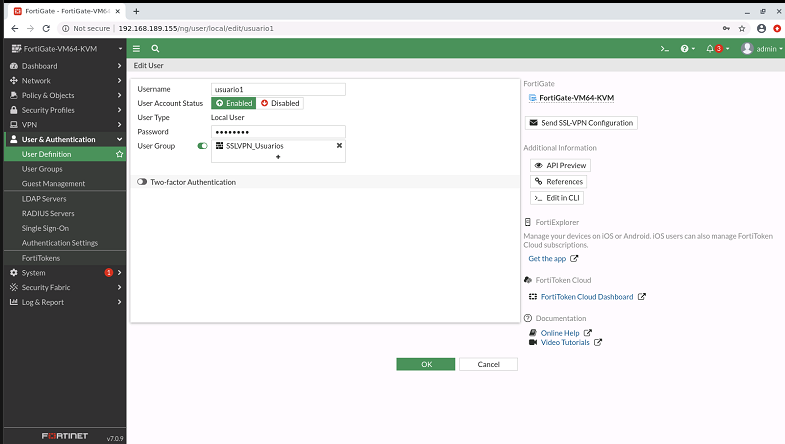 FortiGate - FortiGate-VM64
Not secure | 192.168.189.155/ng/user/local/edit/usuario1
FortiGate-VM64-KVM
3
admin
Dashboard
Network
Policy & Objects
Security Profiles
VPN
User & Authentication
User Definition
User Groups
Guest Management
LDAP Servers
RADIUS Servers
Single Sign-On
Authentication Settings
FortiTokens
System
1
Security Fabric
Log & Report
FORTINET
v7.0.9
Edit User
Username
usuario1
User Account Status
Enabled
Disabled
User Type
Local User
Password
••••••••
User Group
SSLVPN_Usuarios
+
Two-factor Authentication
OK
Cancel
FortiGate
FortiGate-VM64-KVM
Send SSL-VPN Configuration
Additional Information
API Preview
References
>_ Edit in CLI
FortiExplorer
Manage your devices on iOS or Android. iOS users can also manage FortiToken
Cloud subscriptions.
Get the app
FortiToken Cloud
FortiToken Cloud Dashboard
Documentation
Online Help
Video Tutorials